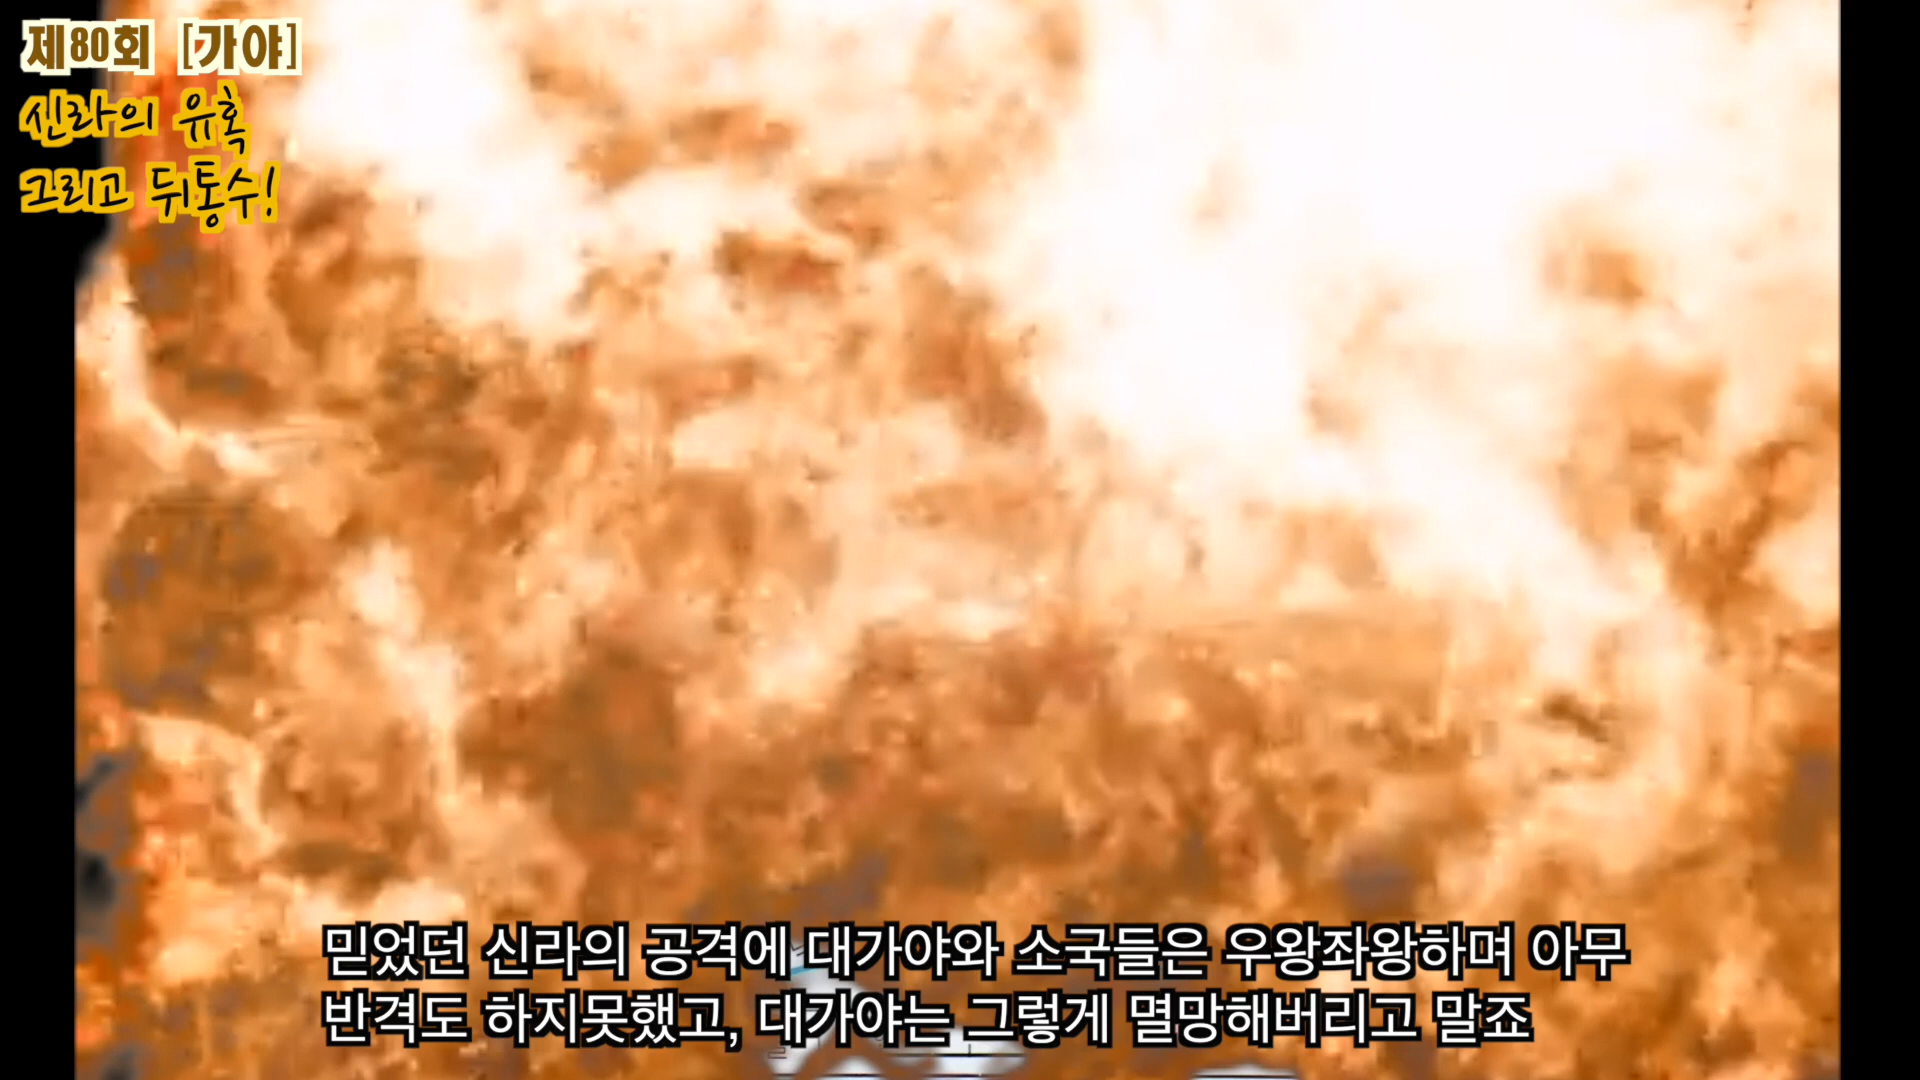 제80회 [가야]
신라의 유혹
그리고 뒤통수!
믿었던 신라의 공격에 대가야와 소국들은 우왕좌왕하며 아무
반격도 하지못했고, 대가야는 그렇게 멸망해버리고 말죠